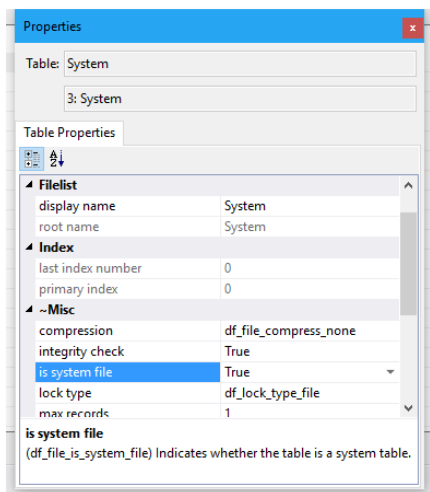 Properties
x
Table: System
3: System
Table Properties
Filelist
display name System
root name System
Index
last index number 0
primary index 0
~Misc
compression df_file_compress_none
integrity check True
is system file True
lock type df_lock_type_file
max records 1
is system file
(df_file_is_system_file) Indicates whether the table is a system table.